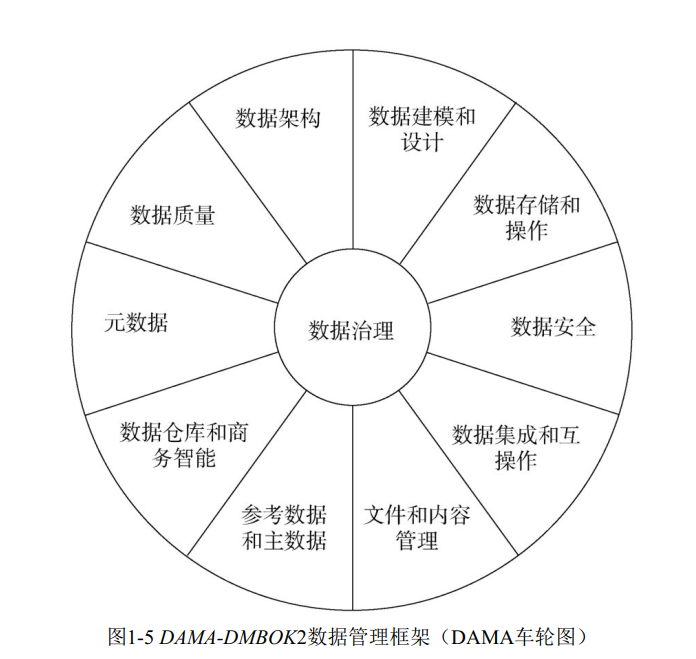 数据架构
数据建模和
设计
数据存储和
操作
数据安全
数据集成和互
操作
文件和内容
管理
参考数据
和主数据
数据仓库和商
务智能
元数据
数据质量
数据治理
图1-5 DAMA-DMBOK2数据管理框架（DAMA车轮图）